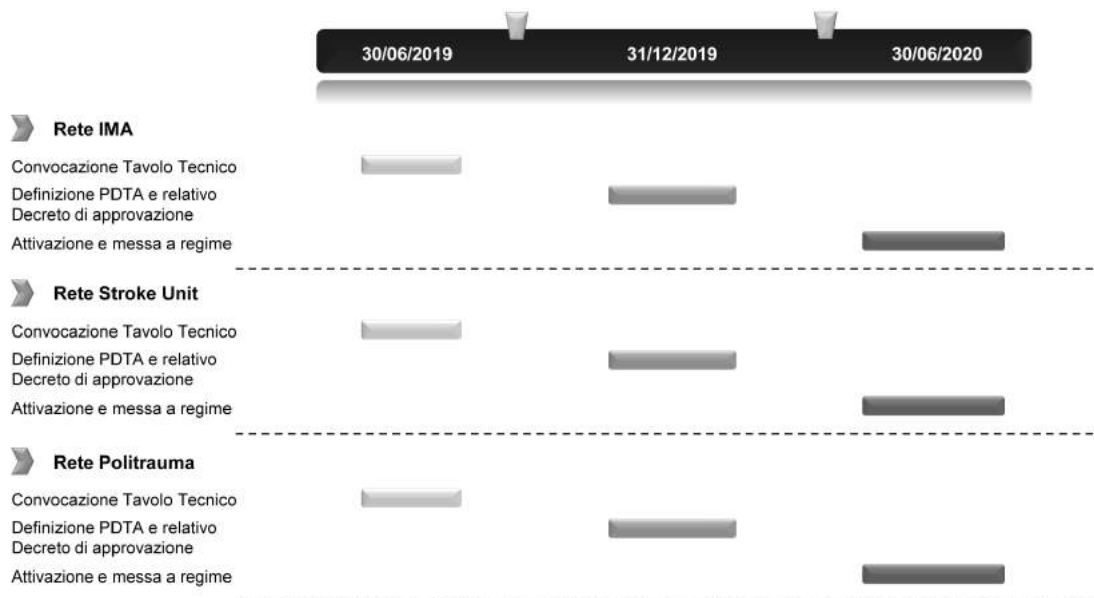 30/06/2019 31/12/2019 30/06/2020
Rete IMA
Convocazione Tavolo Tecnico
Definizione PDTA e relativo
Decreto di approvazione
Attivazione e messa a regime
Rete Stroke Unit
Convocazione Tavolo Tecnico
Definizione PDTA e relativo
Decreto di approvazione
Attivazione e messa a regime
Rete Politrauma
Convocazione Tavolo Tecnico
Definizione PDTA e relativo
Decreto di approvazione
Attivazione e messa a regime